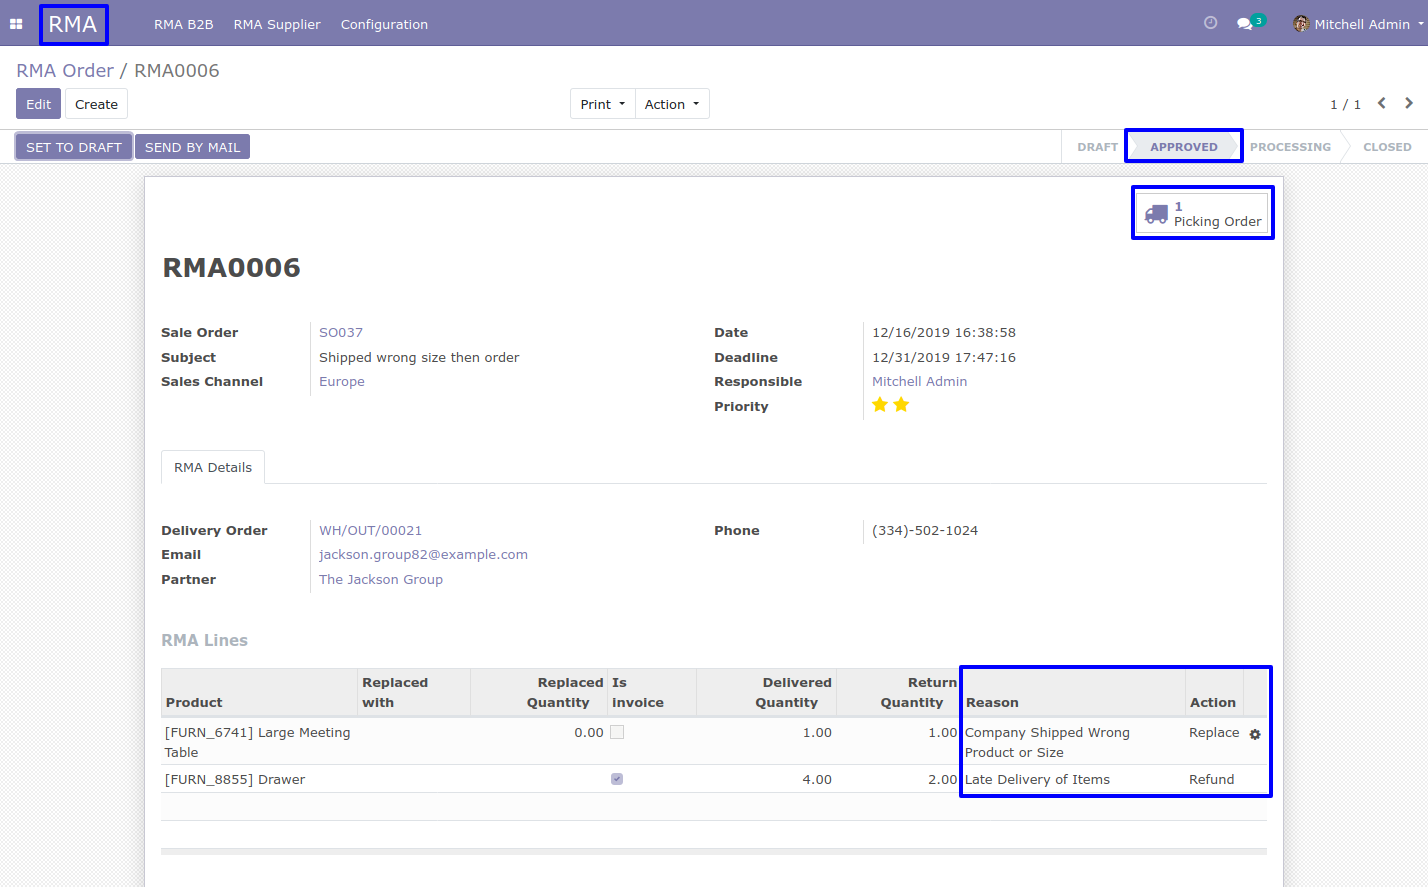 RMA RMA B2B RMA Supplier Configuration 3 Mitchell Admin
RMA Order / RMA0006
Edit Create Print Action 1 / 1
SET TO DRAFT SEND BY MAIL DRAFT APPROVED PROCESSING CLOSED
1
Picking Order
RMA0006
Sale Order SO037 Date 12/16/2019 16:38:58
Subject Shipped wrong size then order Deadline 12/31/2019 17:47:16
Sales Channel Europe Responsible Mitchell Admin
Priority
RMA Details
Delivery Order WH/OUT/00021 Phone (334)-502-1024
Email jackson.group82@example.com
Partner The Jackson Group
RMA Lines
Replaced Replaced Is Delivered Return
Product with Quantity invoice Quantity Quantity Reason Action
[FURN_6741] Large Meeting 0.00 1.00 1.00 Company Shipped Wrong Replace
Table Product or Size
[FURN_8855] Drawer 4.00 2.00 Late Delivery of Items Refund